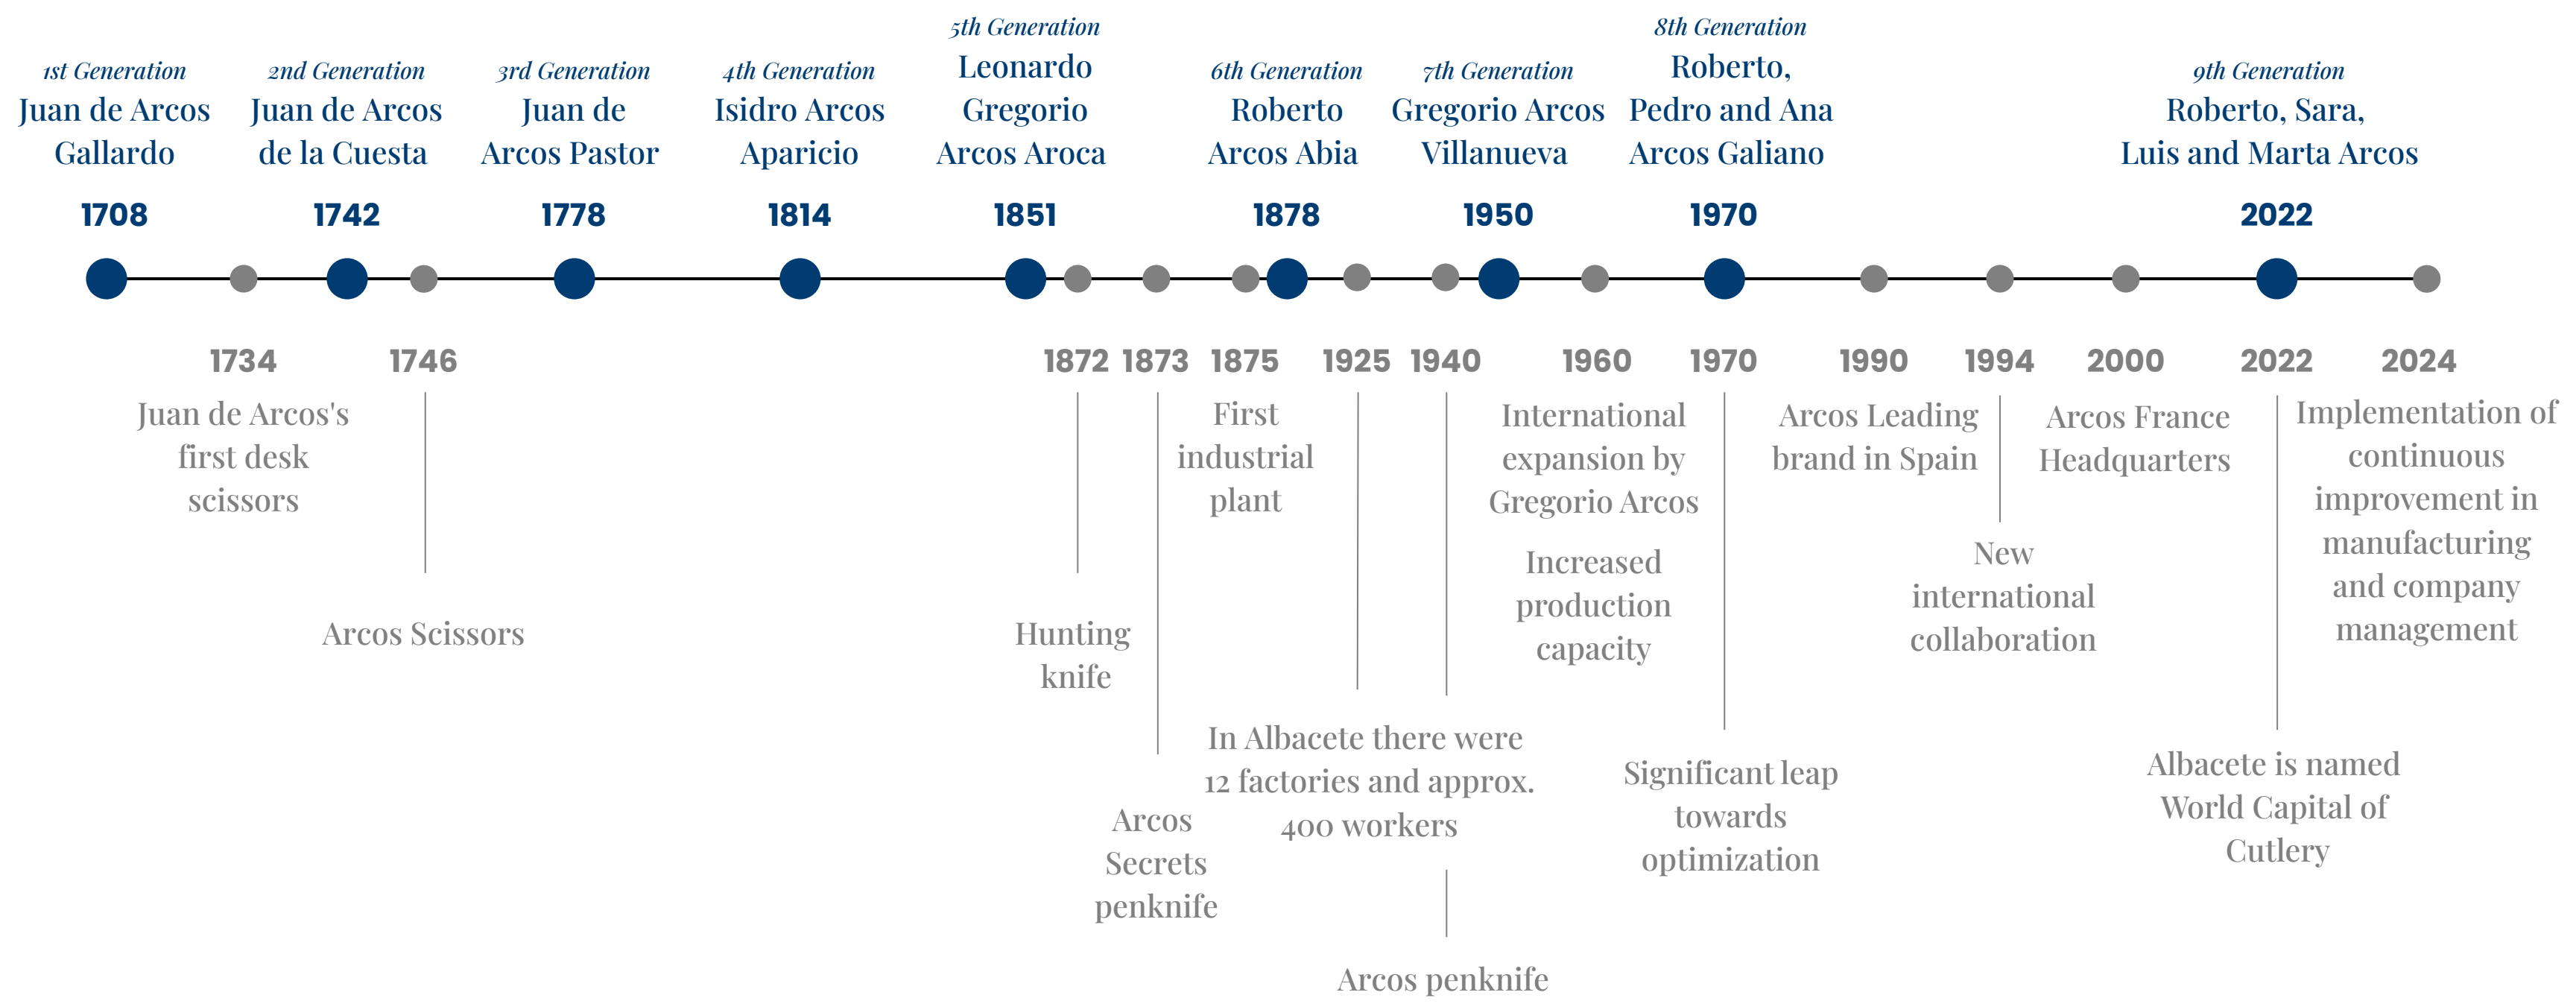 1st Generation
Juan de Arcos
Gallardo
1708
2nd Generation
Juan de Arcos
de la Cuesta
1742
3rd Generation
Juan de
Arcos Pastor
1778
4th Generation
Isidro Arcos
Aparicio
1814
5th Generation
Leonardo
Gregorio
Arcos Aroca
1851
6th Generation
Roberto
Arcos Abia
1878
7th Generation
Gregorio Arcos
Villanueva
1950
8th Generation
Roberto,
Pedro and Ana
Arcos Galiano
1970
9th Generation
Roberto, Sara,
Luis and Marta Arcos
2022
1734
Juan de Arcos's
first desk
scissors
1746
Arcos Scissors
1872
Hunting
knife
1873
Arcos
Secrets
penknife
1875
First
industrial
plant
1925
In Albacete there were
12 factories and approx.
400 workers
1940
Arcos penknife
1960
International
expansion by
Gregorio Arcos
Increased
production
capacity
1970
Significant leap
towards
optimization
1990
Arcos Leading
brand in Spain
1994
New
international
collaboration
2000
Arcos France
Headquarters
2022
Albacete is named
World Capital of
Cutlery
2024
Implementation of
continuous
improvement in
manufacturing
and company
management